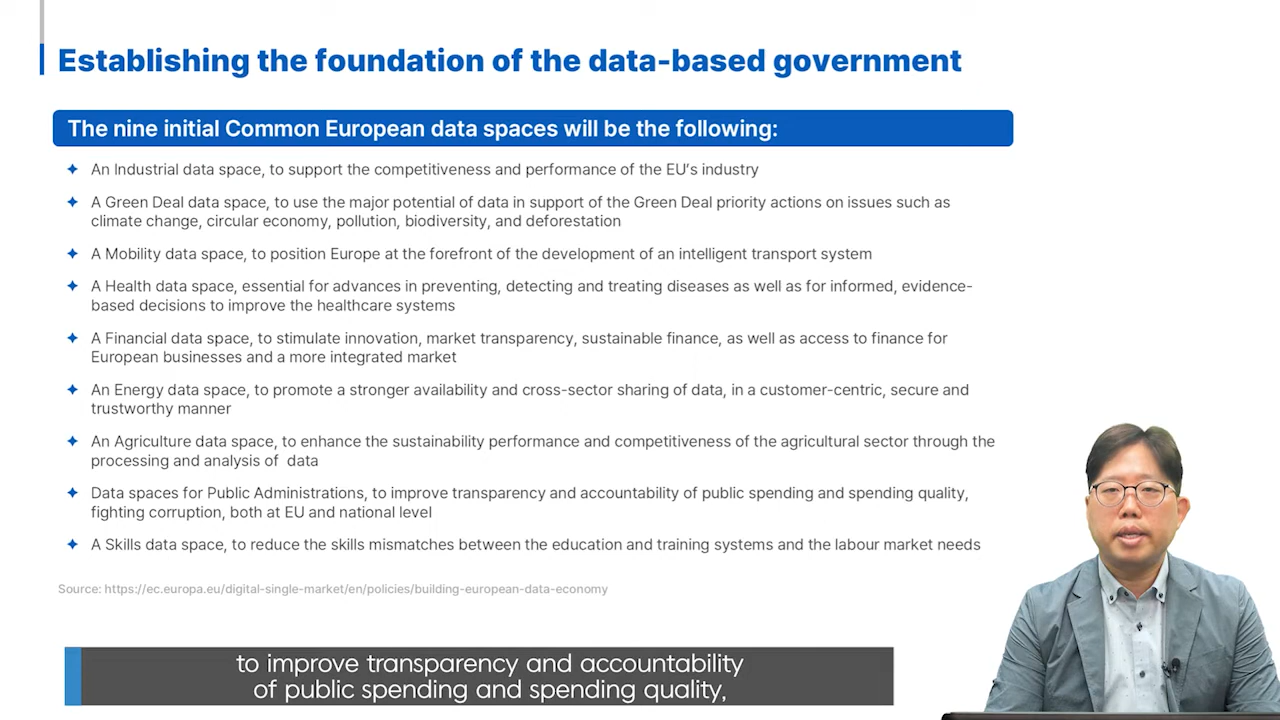 Establishing the foundation of the data-based government
The nine initial Common European data spaces will be the following:
✦ An Industrial data space, to support the competitiveness and performance of the EU’s industry
✦ A Green Deal data space, to use the major potential of data in support of the Green Deal priority actions on issues such as
climate change, circular economy, pollution, biodiversity, and deforestation
✦ A Mobility data space, to position Europe at the forefront of the development of an intelligent transport system
✦ A Health data space, essential for advances in preventing, detecting and treating diseases as well as for informed, evidence-
based decisions to improve the healthcare systems
✦ A Financial data space, to stimulate innovation, market transparency, sustainable finance, as well as access to finance for
European businesses and a more integrated market
✦ An Energy data space, to promote a stronger availability and cross-sector sharing of data, in a customer-centric, secure and
trustworthy manner
✦ An Agriculture data space, to enhance the sustainability performance and competitiveness of the agricultural sector through the
processing and analysis of  data
✦ Data spaces for Public Administrations, to improve transparency and accountability of public spending and spending quality,
fighting corruption, both at EU and national level
✦ A Skills data space, to reduce the skills mismatches between the education and training systems and the labour market needs
Source: https://ec.europa.eu/digital-single-market/en/policies/building-european-data-economy
to improve transparency and accountability
of public spending and spending quality,